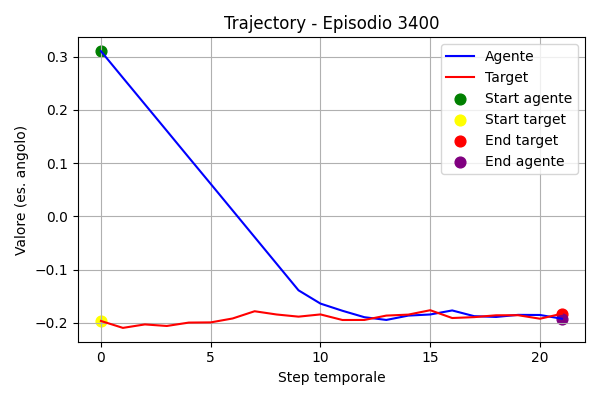 Trajectory - Episodio 3400
Valore (es. angolo)
0.3
0.2
0.1
0.0
−0.1
−0.2
0
5
10
15
20
Step temporale
Agente
Target
Start agente
Start target
End target
End agente